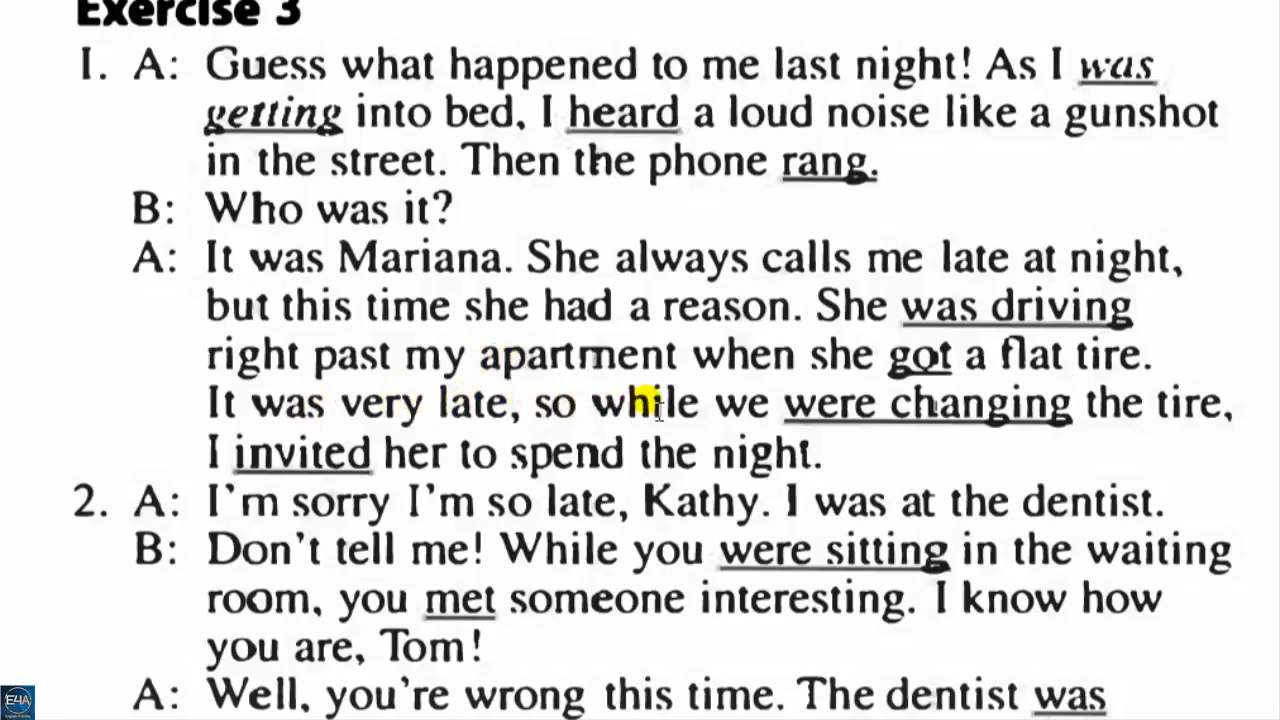 Exercise 3
1. A: Guess what happened to me last night! As I was
getting into bed, I heard a loud noise like a gunshot
in the street. Then the phone rang.
B: Who was it?
A: It was Mariana. She always calls me late at night,
but this time she had a reason. She was driving
right past my apartment when she got a flat tire.
It was very late, so while we were changing the tire,
I invited her to spend the night.
2. A: I'm sorry I'm so late, Kathy. I was at the dentist.
B: Don't tell me! While you were sitting in the waiting
room, you met someone interesting. I know how
you are, Tom!
A: Well, you're wrong this time. The dentist was
E4A